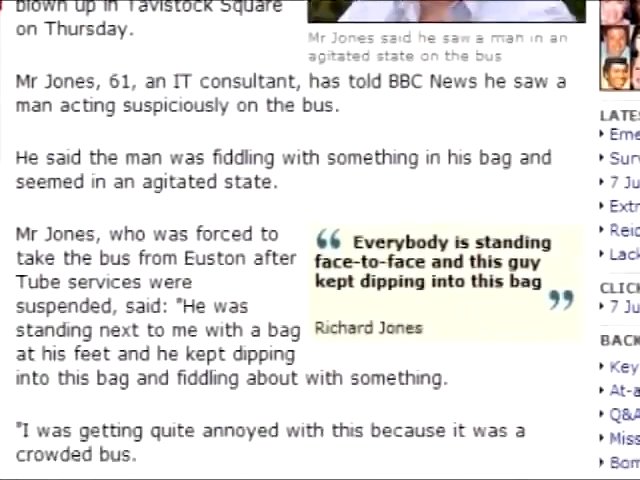 blown up in Tavistock Square
on Thursday.
Mr Jones said he saw a man in an
agitated state on the bus
Mr Jones, 61, an IT consultant, has told BBC News he saw a
man acting suspiciously on the bus.
He said the man was fiddling with something in his bag and
seemed in an agitated state.
Mr Jones, who was forced to
take the bus from Euston after
Tube services were
suspended, said: "He was
standing next to me with a bag
at his feet and he kept dipping
into this bag and fiddling about with something.
“ Everybody is standing
face-to-face and this guy
kept dipping into this bag
”
Richard Jones
"I was getting quite annoyed with this because it was a
crowded bus.
LATE
Eme
Sur
7 Ju
Extr
Reid
Lack
CLIC
7 Ju
BACK
Key
At-a
Q&A
Miss
Bom